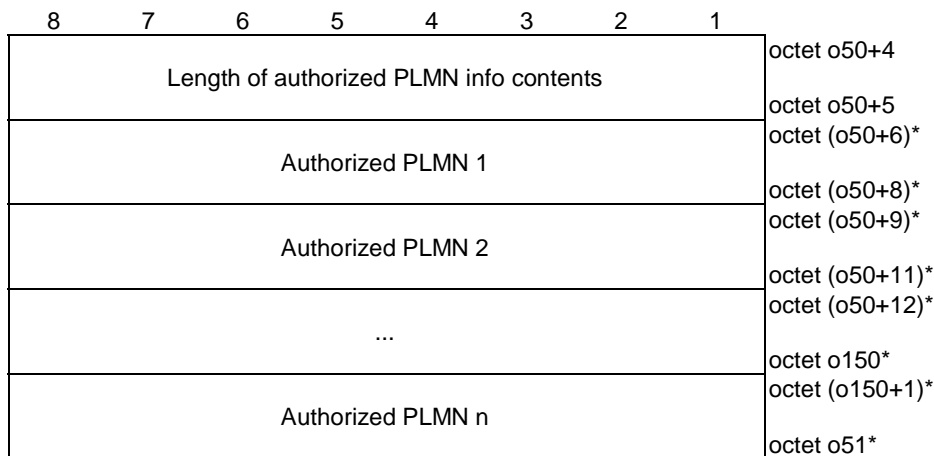 8 7 6 5 4 3 2 1
Length of authorized PLMN info contents
octet o50+4
octet o50+5
Authorized PLMN 1
octet (o50+6)*
octet (o50+8)*
Authorized PLMN 2
octet (o50+9)*
octet (o50+11)*
...
octet (o50+12)*
octet o150*
Authorized PLMN n
octet (o150+1)*
octet o51*